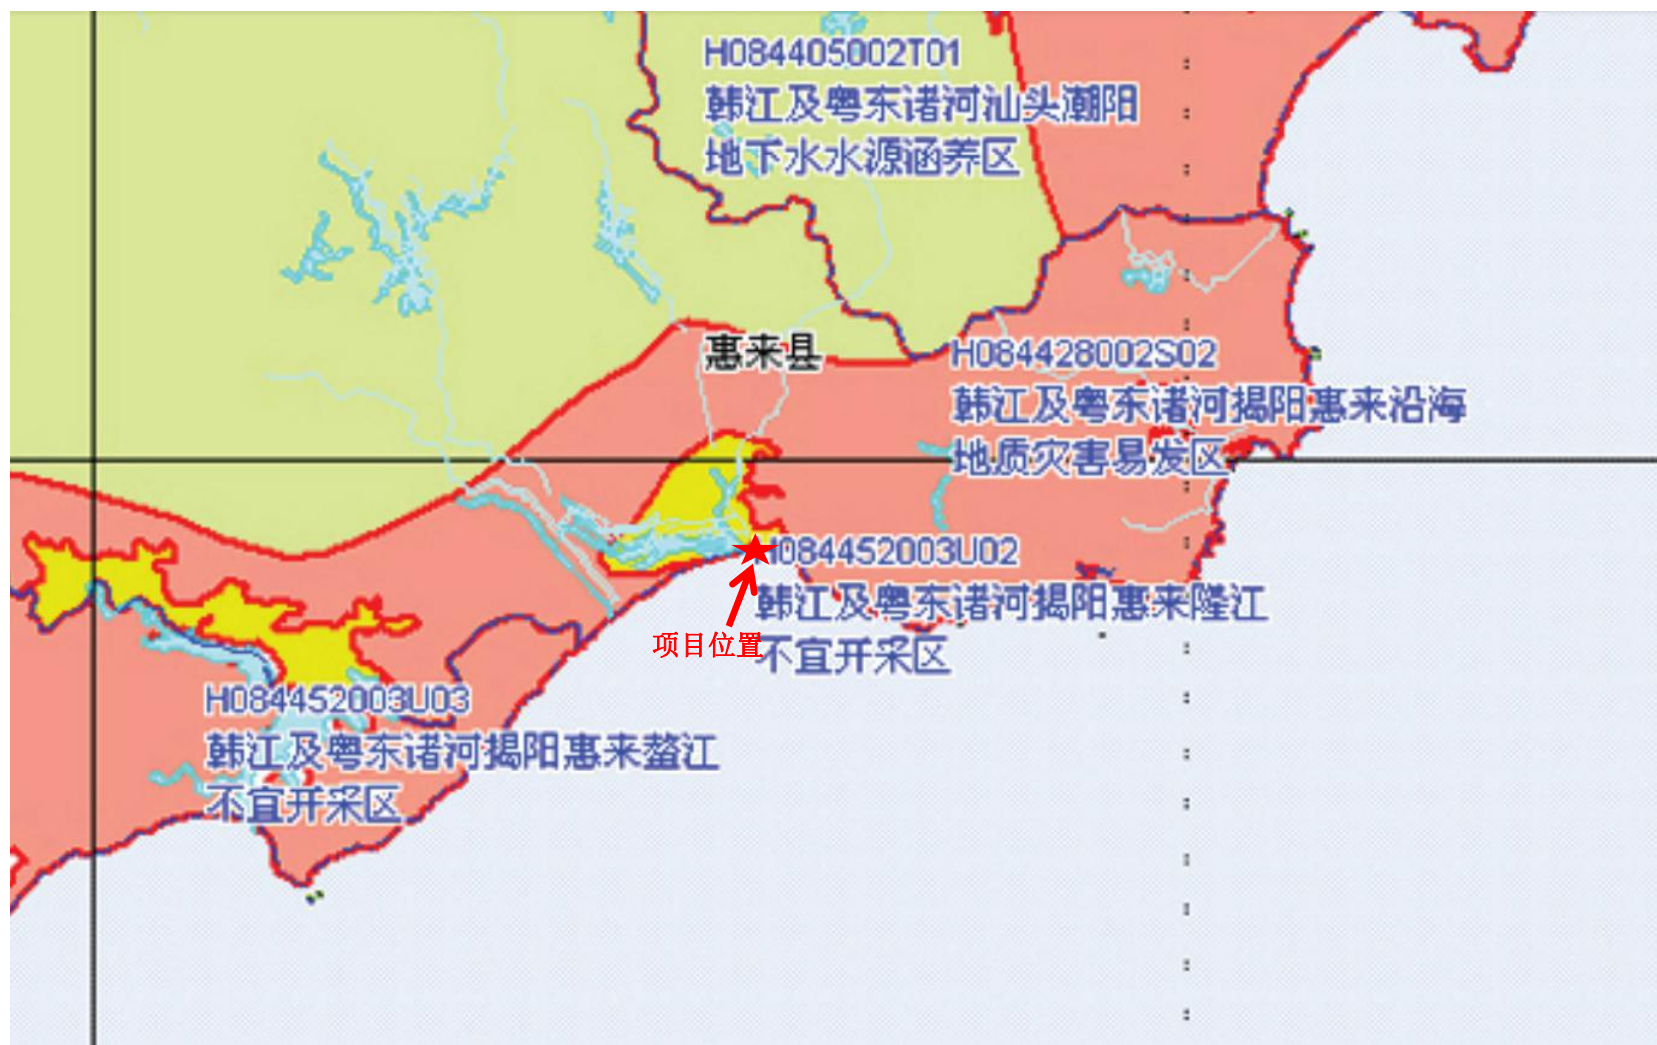 H084405002T01
韩江及粤东诸河汕头潮阳
地下水水源涵养区
惠来县
H084428002S02
韩江及粤东诸河揭阳惠来沿海
地质灾害易发区
H084452003U02
韩江及粤东诸河揭阳惠来隆江
不宜开采区
项目位置
H084452003U03
韩江及粤东诸河揭阳惠来鳌江
不宜开采区